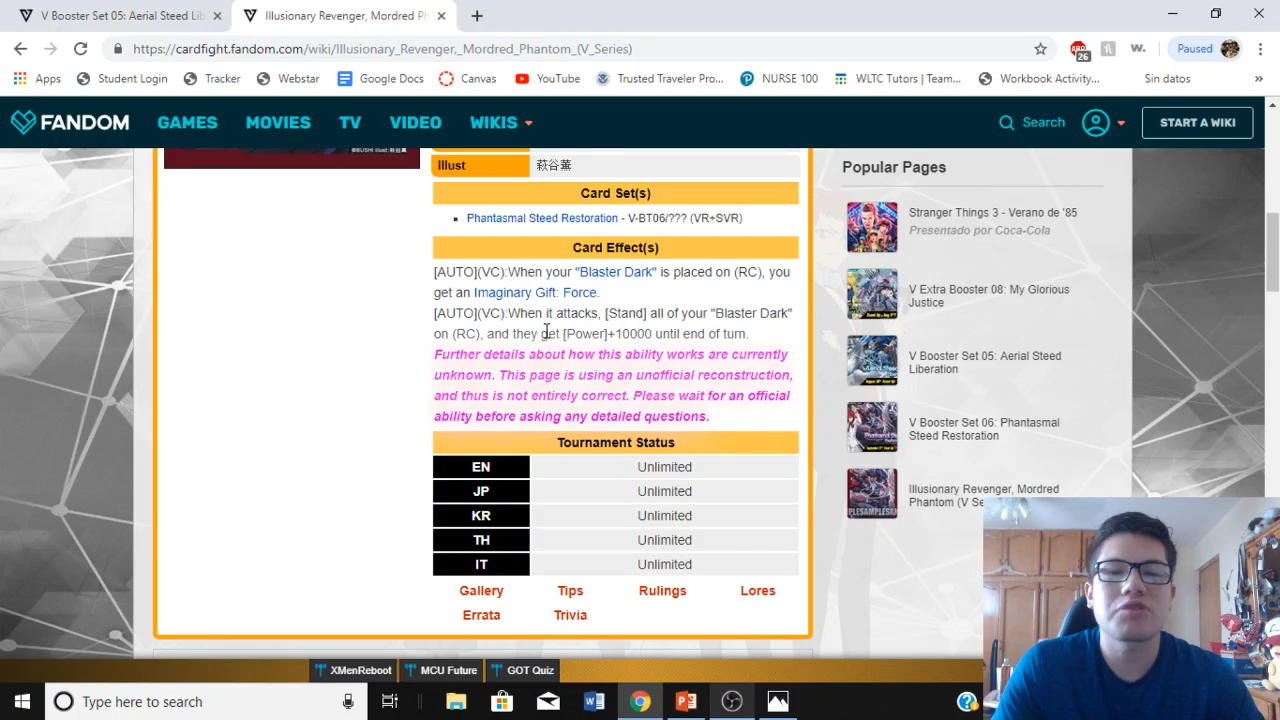 V Booster Set 05: Aerial Steed Lib
Illusionary Revenger, Mordred Ph
https://cardfight.fandom.com/wiki/Illusionary_Revenger,_Mordred_Phantom_(V_Series)
ABP
26
h
W.
Paused
Apps
Student Login
Tracker
Webstar
Google Docs
Canvas
YouTube
Trusted Traveler Pro...
NURSE 100
WLTC Tutors | Team...
Workbook Activity...
Sin datos
»
FANDOM
GAMES
MOVIES
TV
VIDEO
WIKIS
Search
START A WIKI
Illust
萩谷薫
Card Set(s)
Phantasmal Steed Restoration - V-BT06/??? (VR+SVR)
Card Effect(s)
[AUTO](VC):When your "Blaster Dark" is placed on (RC), you
get an Imaginary Gift: Force.
[AUTO](VC):When it attacks, [Stand] all of your "Blaster Dark"
on (RC), and they get [Power]+10000 until end of turn.
Further details about how this ability works are currently
unknown. This page is using an unofficial reconstruction,
and thus is not entirely correct. Please wait for an official
ability before asking any detailed questions.
Tournament Status
EN Unlimited
JP Unlimited
KR Unlimited
TH Unlimited
IT Unlimited
Gallery
Tips
Rulings
Lores
Errata
Trivia
Popular Pages
Stranger Things 3 - Verano de '85
Presentado por Coca-Cola
V Extra Booster 08: My Glorious
Justice
V Booster Set 05: Aerial Steed
Liberation
V Booster Set 06: Phantasmal
Steed Restoration
Illusionary Revenger, Mordred
Phantom (V Se
XMenReboot
MCU Future
GOT Quiz
Type here to search